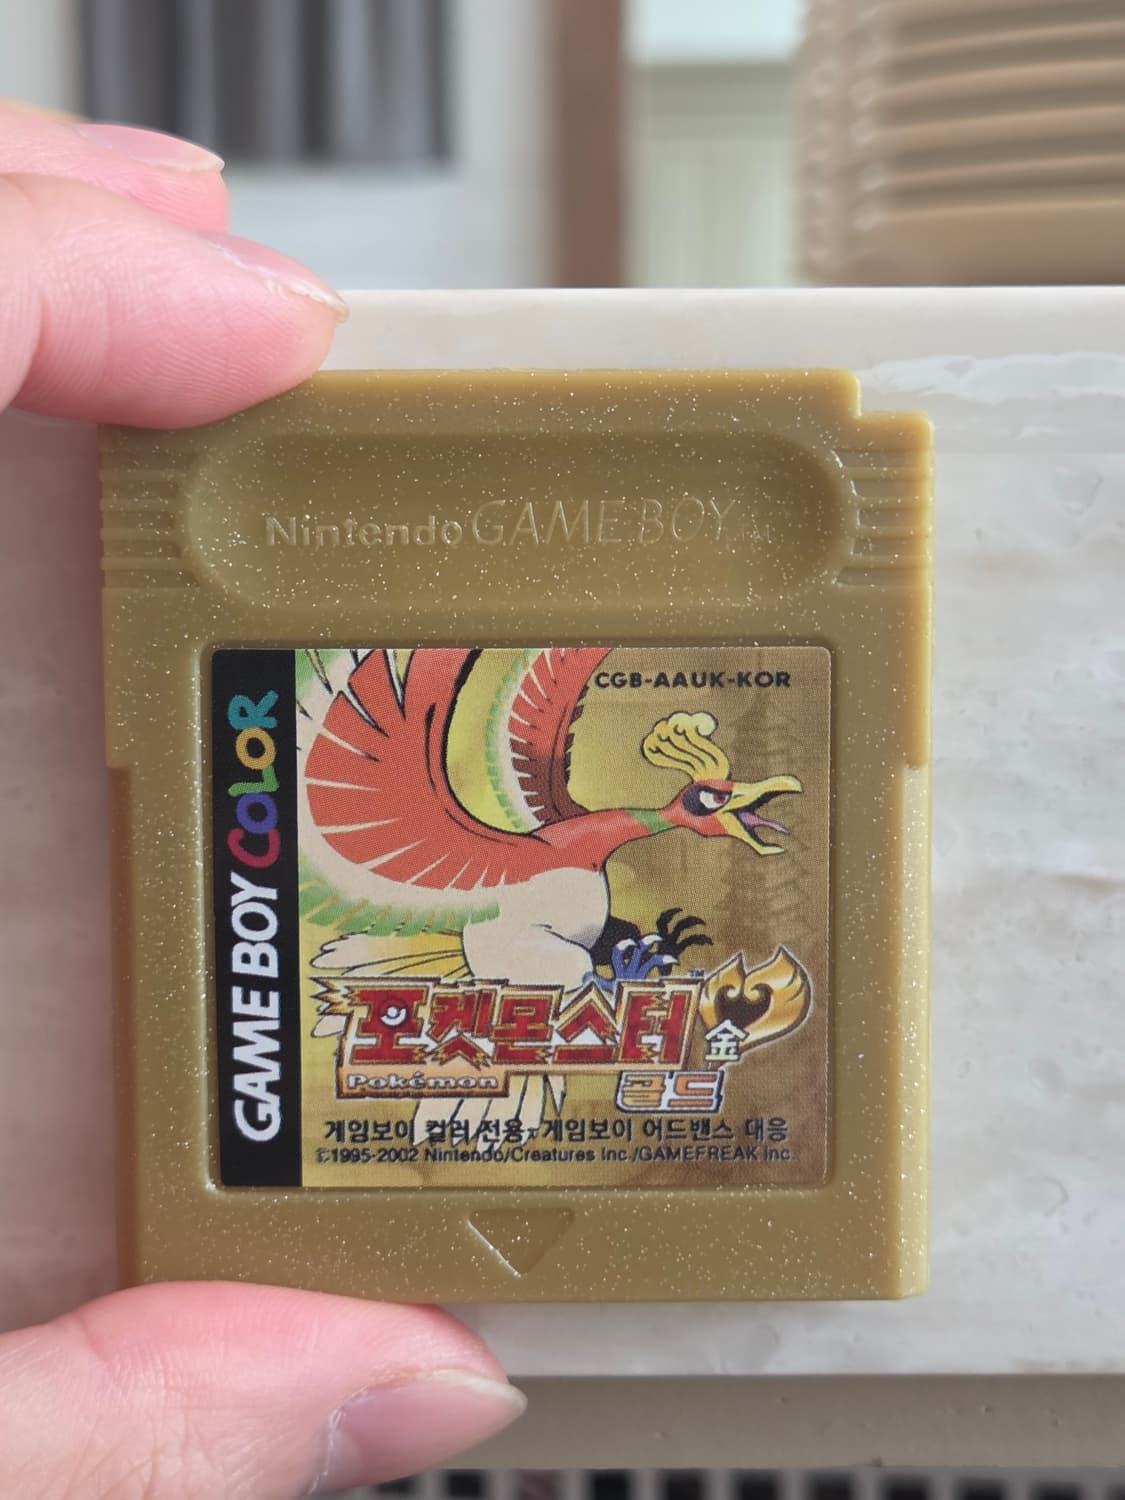 Nintendo GAME BOY TM
CGB-AAUK-KOR
GAME BOY COLOR
포켓몬스터 TM
金
Pokémon
골드
게임보이 컬러 전용, 게임보이 어드밴스 대응
©1995-2002 Nintendo/Creatures Inc./GAMEFREAK inc.